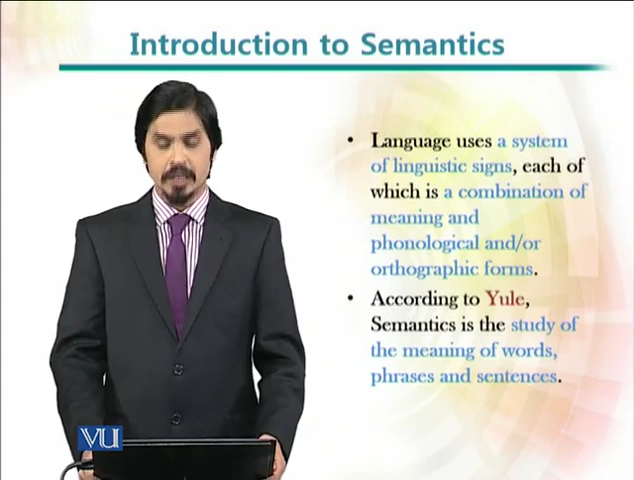 Introduction to Semantics
• Language uses a system
of linguistic signs, each of
which is a combination of
meaning and
phonological and/or
orthographic forms.
• According to Yule,
Semantics is the study of
the meaning of words,
phrases and sentences.
VU